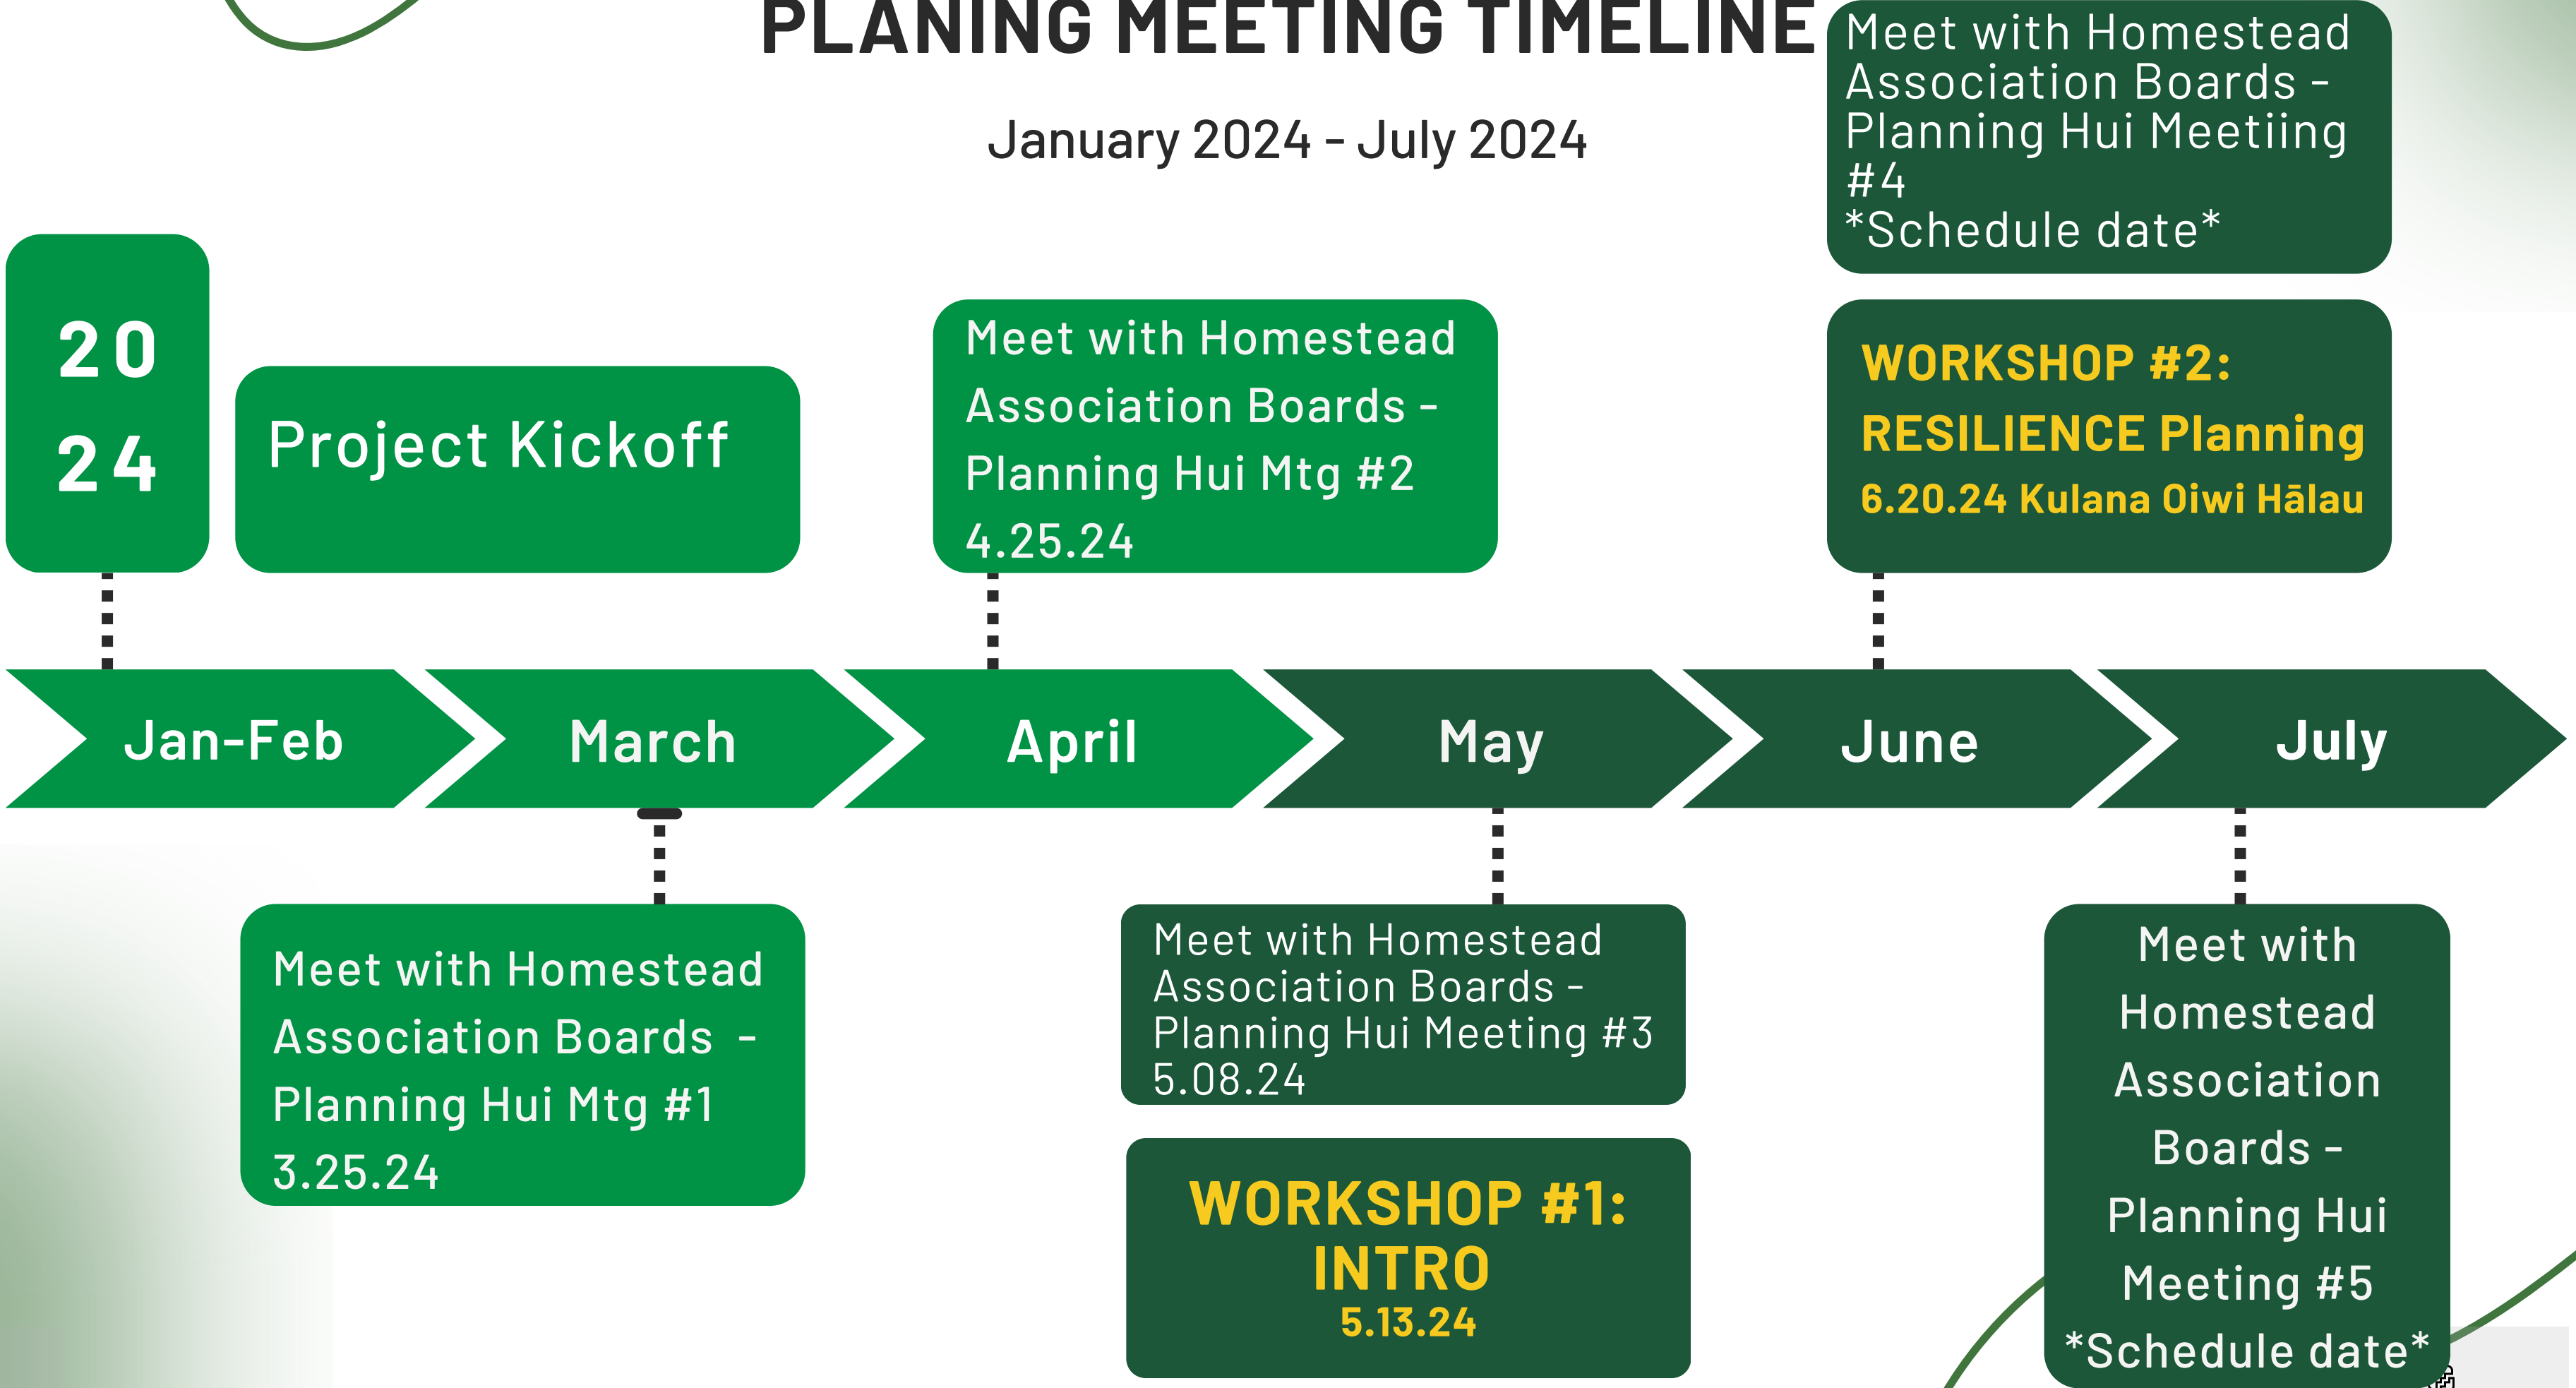 PLANING MEETING TIMELINE
January 2024 - July 2024
Meet with Homestead
Association Boards -
Planning Hui Meetiing
#4
*Schedule date*
20
24
Project Kickoff
Meet with Homestead
Association Boards -
Planning Hui Mtg #2
4.25.24
WORKSHOP #2:
RESILIENCE Planning
6.20.24 Kulana Oiwi Hālau
Jan-Feb
March
April
May
June
July
Meet with Homestead
Association Boards -
Planning Hui Mtg #1
3.25.24
Meet with Homestead
Association Boards -
Planning Hui Meeting #3
5.08.24
WORKSHOP #1:
INTRO
5.13.24
Meet with
Homestead
Association
Boards -
Planning Hui
Meeting #5
*Schedule date*